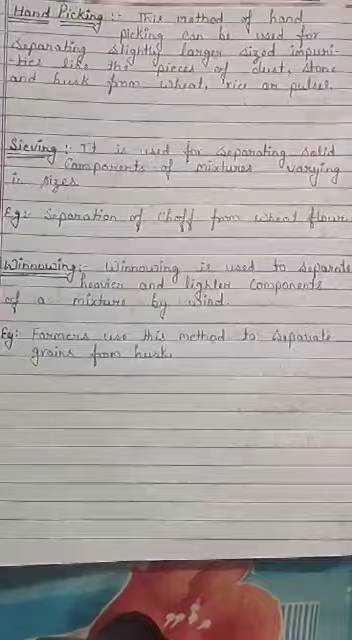 Hand Picking :- This method of hand
picking can be used for
separating slightly larger sized impuri-
-ties like the pieces of dust, stone
and husk from wheat, rice or pulses.
Sieving :- It is used for separating solid
components of mixtures varying
in sizes
Eg:- Separation of Choff from wheat flour
Winnowing :- Winnowing is used to separate
heavier and lighter components
of a mixture by wind.
Eg: Farmers use this method to separate
grains from husk.